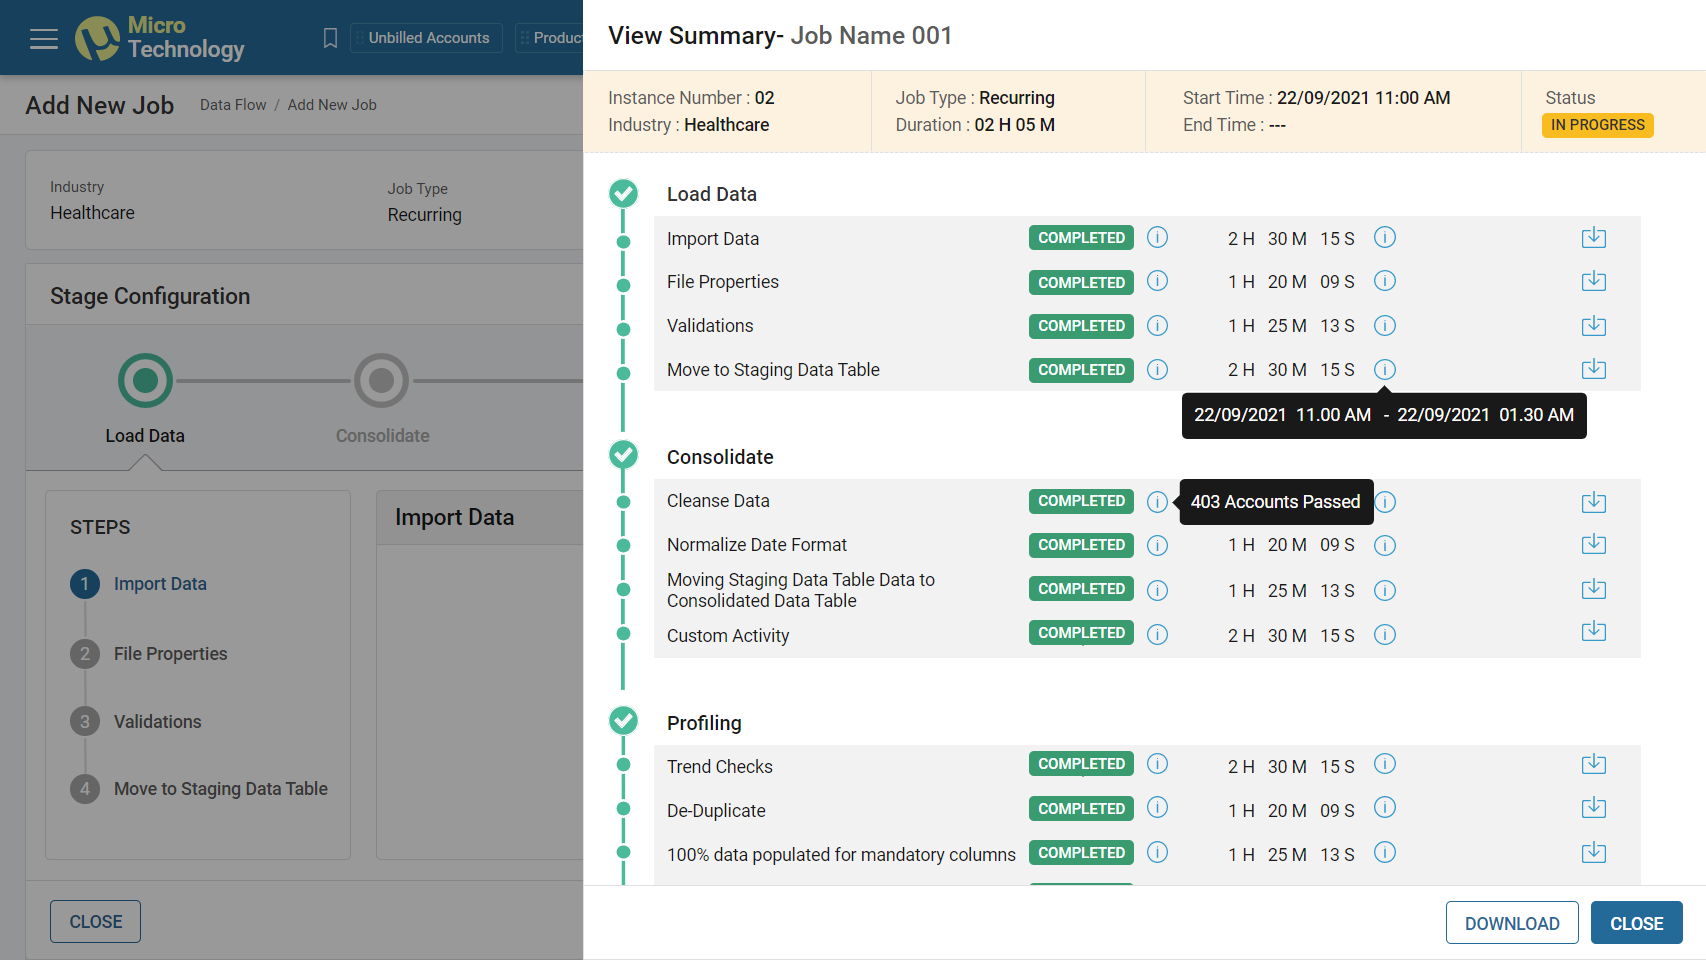 Micro
Technology
Unbilled Accounts
Add New Job
Data Flow / Add New Job
Industry
Healthcare
Job Type
Recurring
Stage Configuration
Load Data
Consolidate
STEPS
1 Import Data
2 File Properties
3 Validations
4 Move to Staging Data Table
Import Data
CLOSE
View Summary- Job Name 001
Instance Number : 02
Industry : Healthcare
Job Type : Recurring
Duration : 02 H 05 M
Start Time : 22/09/2021 11:00 AM
End Time : ---
Status
IN PROGRESS
Load Data
Import Data COMPLETED 2 H 30 M 15 S
File Properties COMPLETED 1 H 20 M 09 S
Validations COMPLETED 1 H 25 M 13 S
Move to Staging Data Table COMPLETED 2 H 30 M 15 S
22/09/2021 11.00 AM - 22/09/2021 01.30 AM
Consolidate
Cleanse Data COMPLETED 403 Accounts Passed
Normalize Date Format COMPLETED 1 H 20 M 09 S
Moving Staging Data Table Data to
Consolidated Data Table COMPLETED 1 H 25 M 13 S
Custom Activity COMPLETED 2 H 30 M 15 S
Profiling
Trend Checks COMPLETED 2 H 30 M 15 S
De-Duplicate COMPLETED 1 H 20 M 09 S
100% data populated for mandatory columns COMPLETED 1 H 25 M 13 S
DOWNLOAD
CLOSE